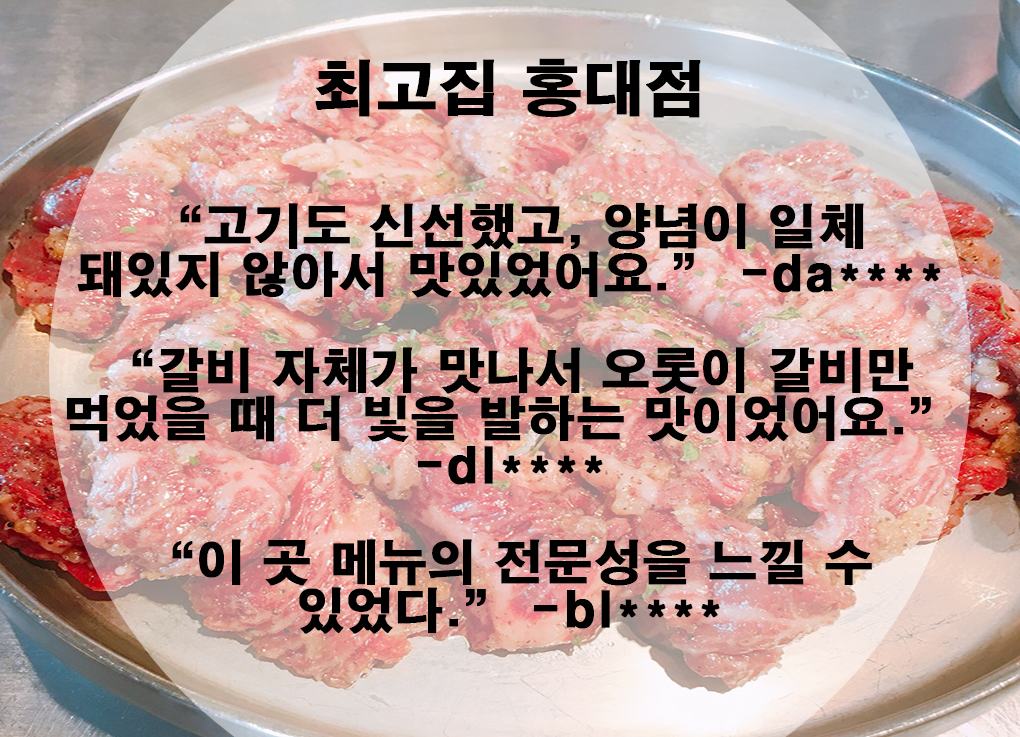 최고집 홍대점
“고기도 신선했고, 양념이 일체
돼있지 않아서 맛있었어요.” -da****
“갈비 자체가 맛나서 오롯이 갈비만
먹었을 때 더 빛을 발하는 맛이었어요.”
-dl****
“이 곳 메뉴의 전문성을 느낄 수
있었다.” -bl****